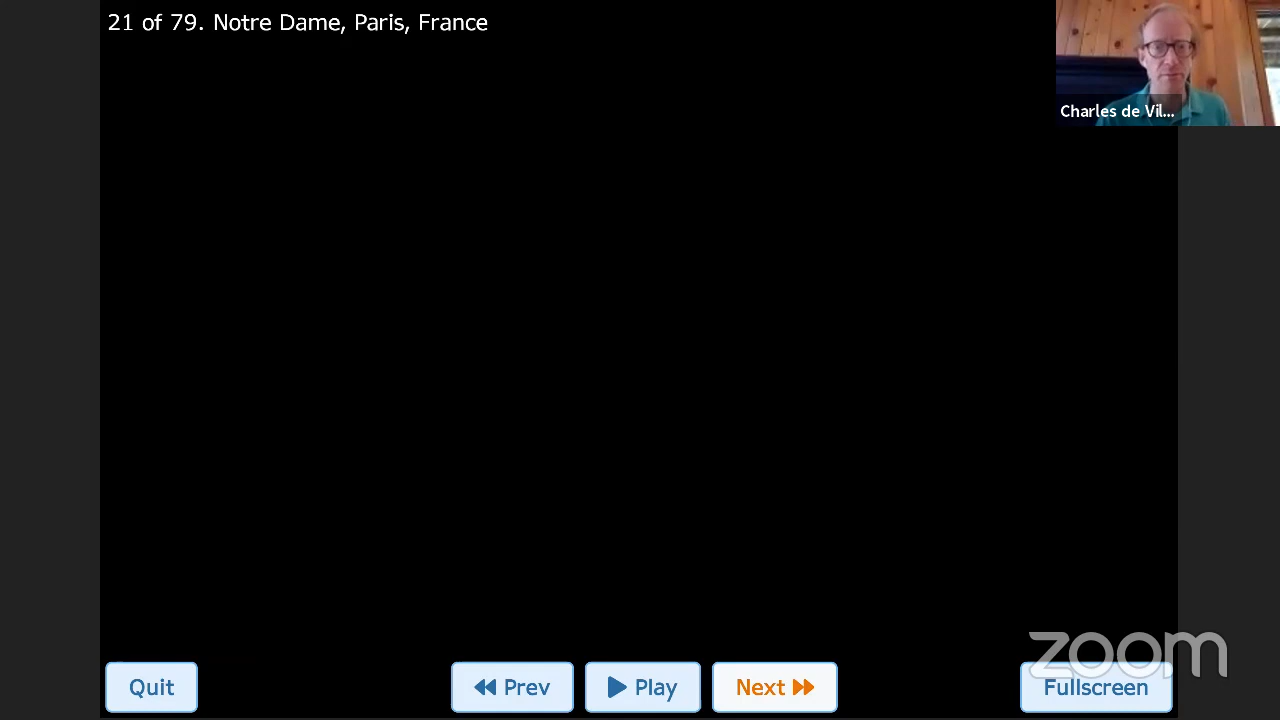 21 of 79. Notre Dame, Paris, France
Charles de Vil...
zoom
Quit
Prev
Play
Next
Fullscreen